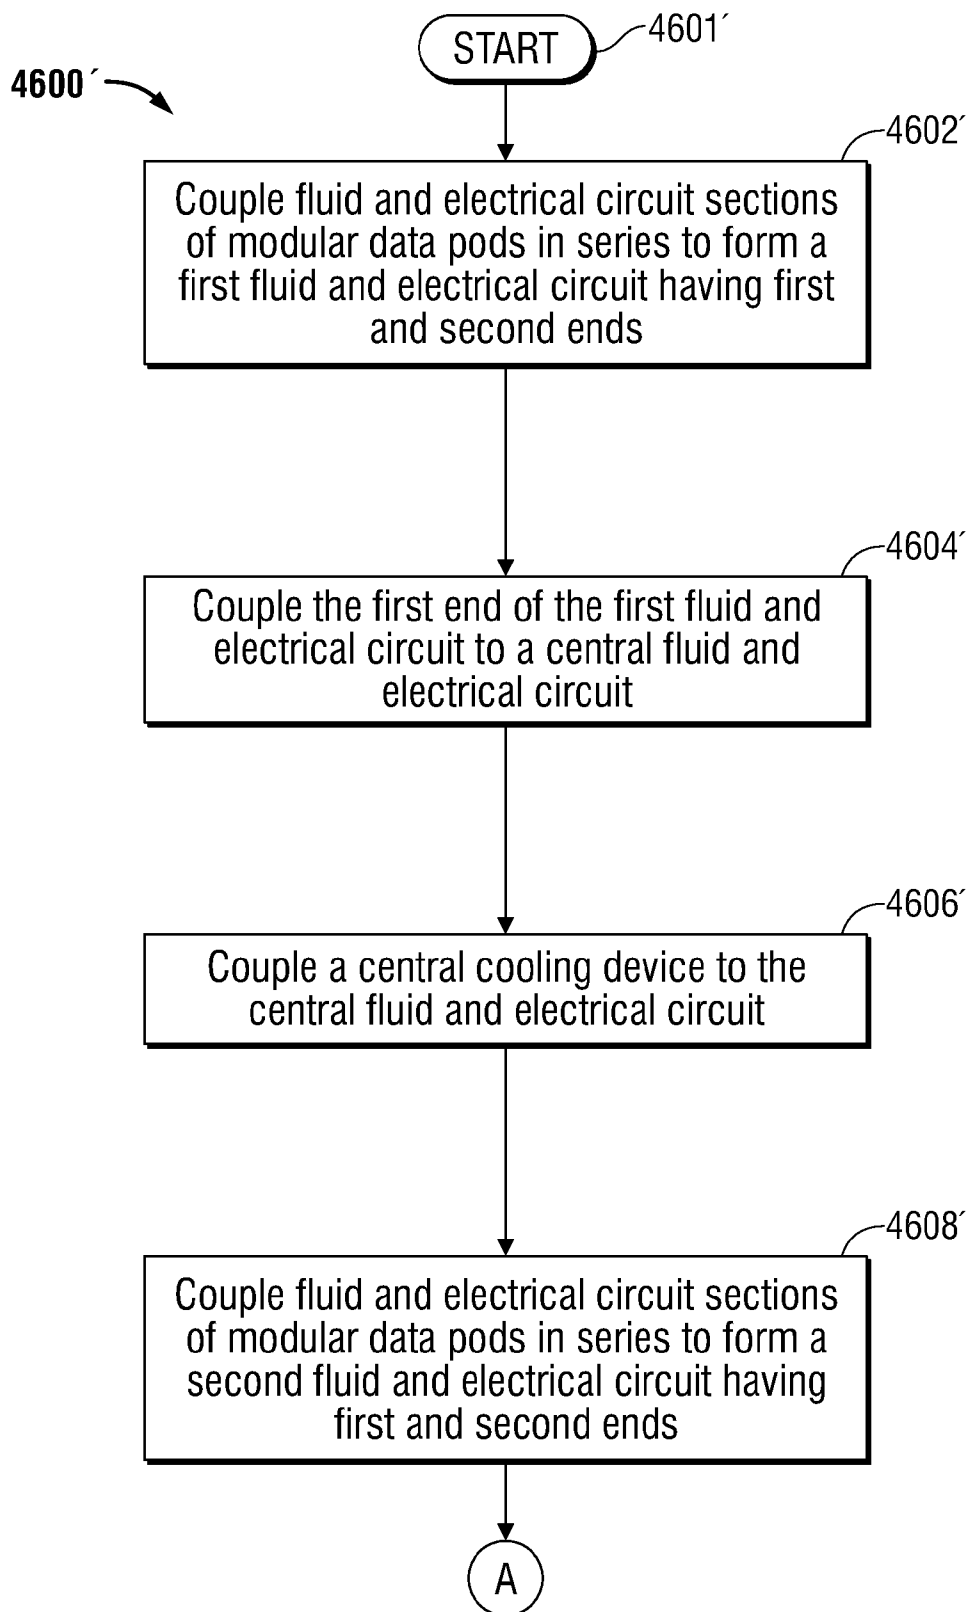 START
4601´
4600´
4602´
Couple fluid and electrical circuit sections
of modular data pods in series to form a
first fluid and electrical circuit having first
and second ends
4604´
Couple the first end of the first fluid and
electrical circuit to a central fluid and
electrical circuit
4606´
Couple a central cooling device to the
central fluid and electrical circuit
4608´
Couple fluid and electrical circuit sections
of modular data pods in series to form a
second fluid and electrical circuit having
first and second ends
A